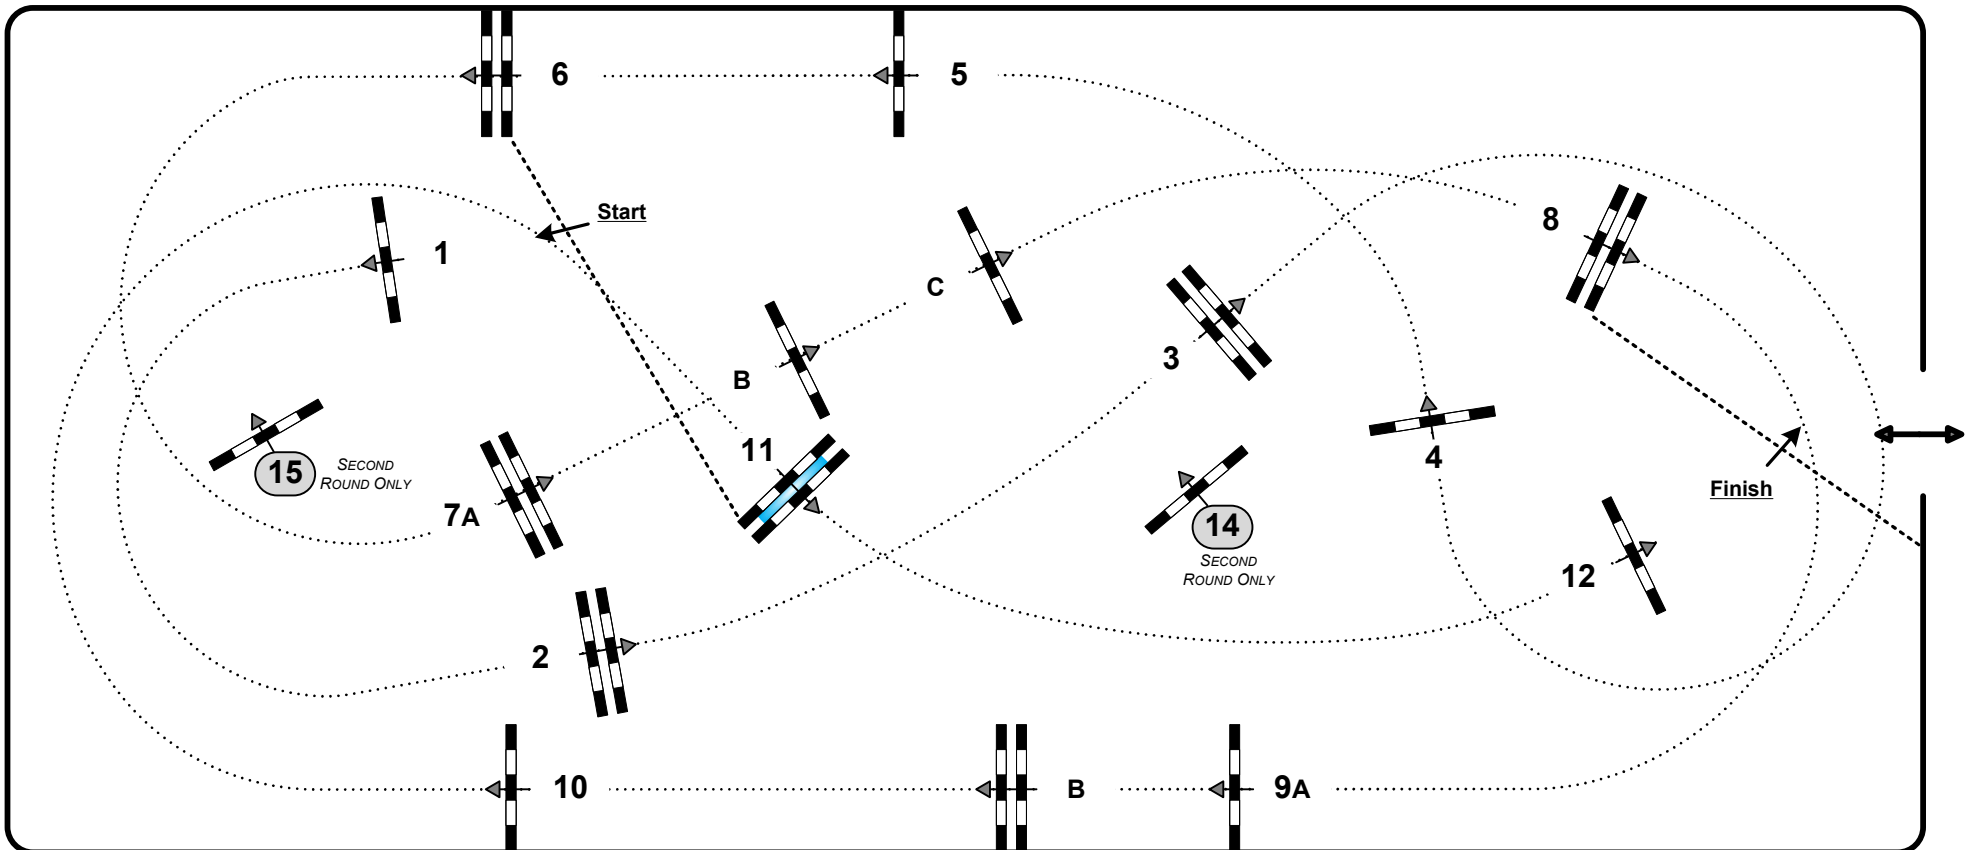 6
5
Start
8
1
C
3
B
11
4
15
SECOND
ROUND ONLY
7A
Finish
14
SECOND
ROUND ONLY
12
2
10
B
9A